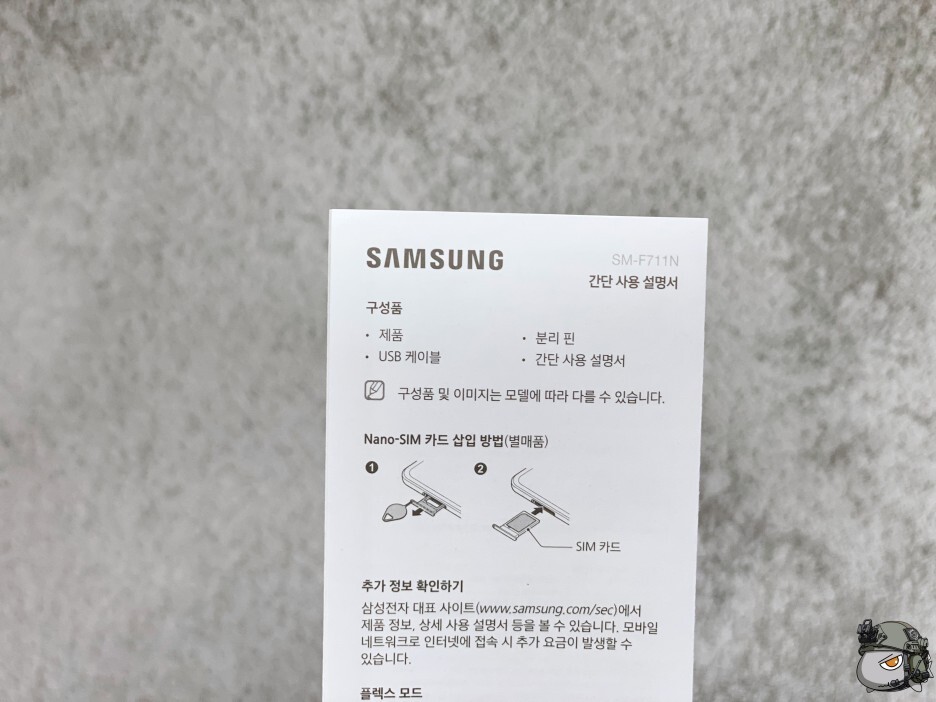 SAMSUNG
SM-F711N
간단 사용 설명서
구성품
• 제품
• 분리 핀
• USB 케이블
• 간단 사용 설명서
구성품 및 이미지는 모델에 따라 다를 수 있습니다.
Nano-SIM 카드 삽입 방법(별매품)
1
2
SIM 카드
추가 정보 확인하기
삼성전자 대표 사이트(www.samsung.com/sec)에서
제품 정보, 상세 사용 설명서 등을 볼 수 있습니다. 모바일
네트워크로 인터넷에 접속 시 추가 요금이 발생할 수
있습니다.
플렉스 모드